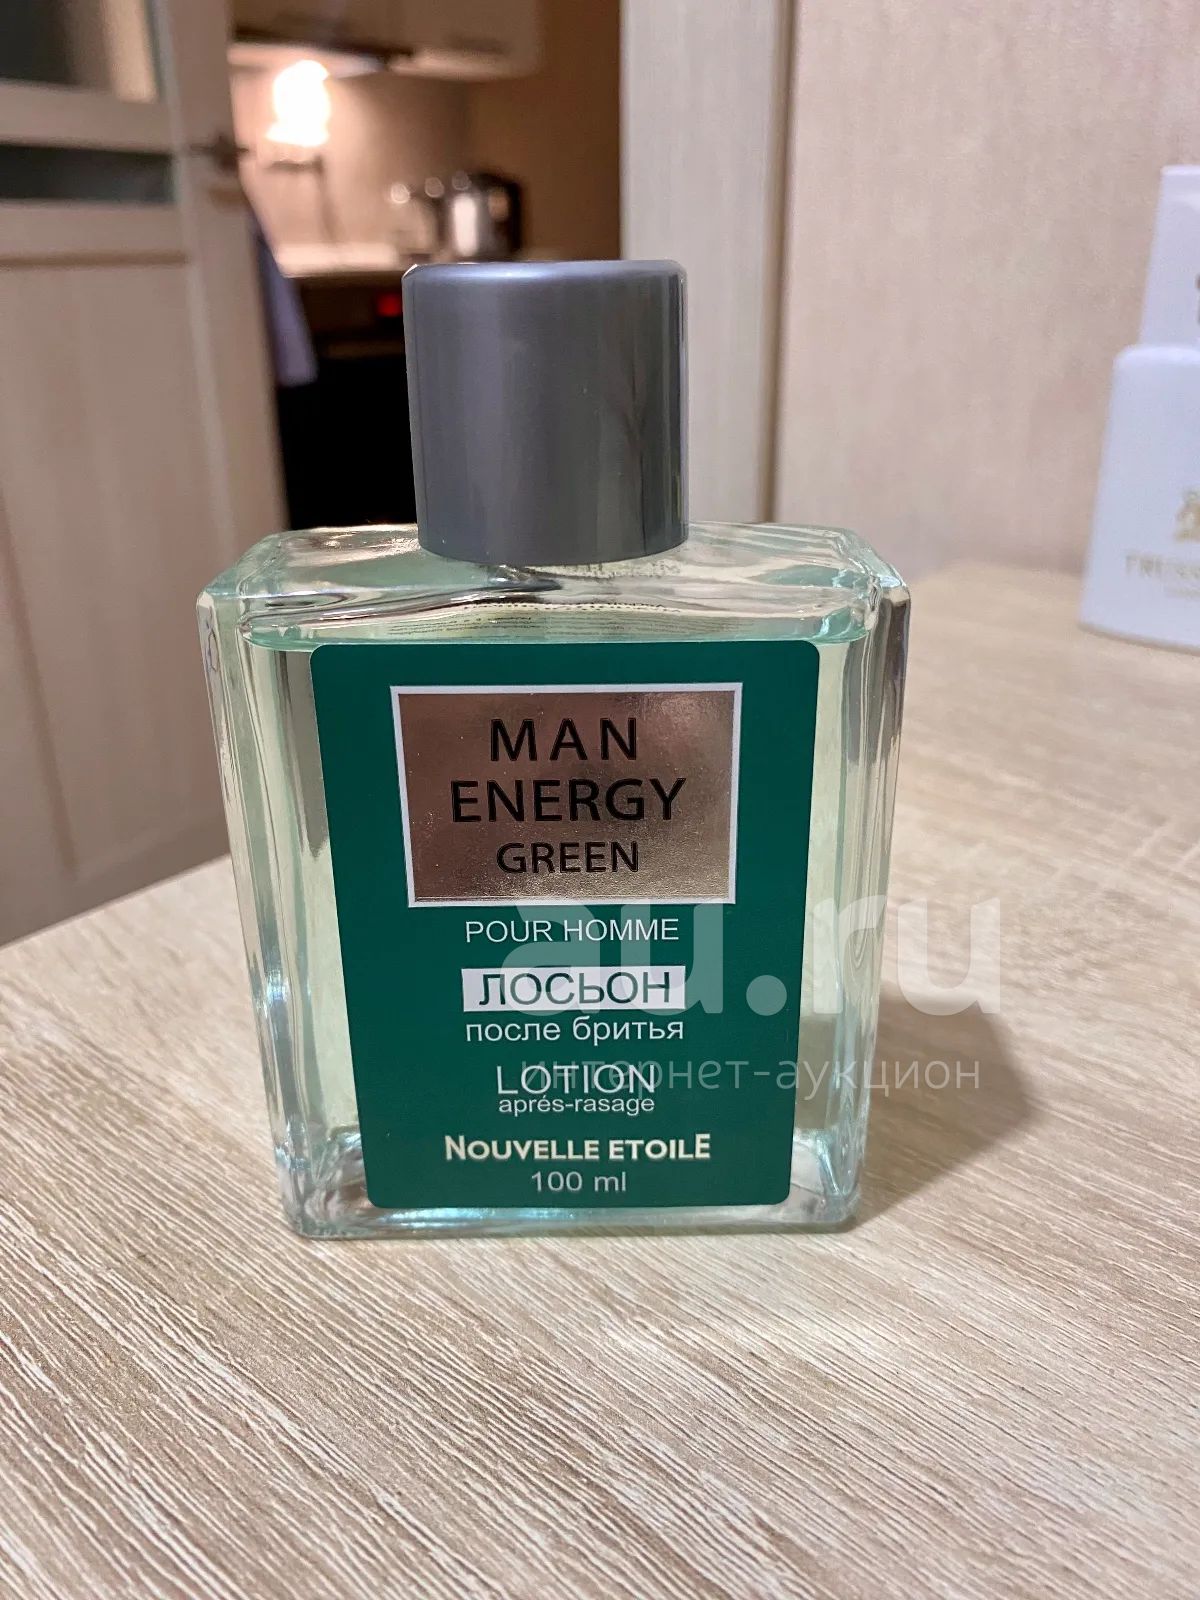 MAN
ENERGY
GREEN
POUR HOMME
ЛОСЬОН
после бритья
LOTION
aprés-rasage
NOUVELLE ETOILE
100 ml
au.ru
интернет-аукцион